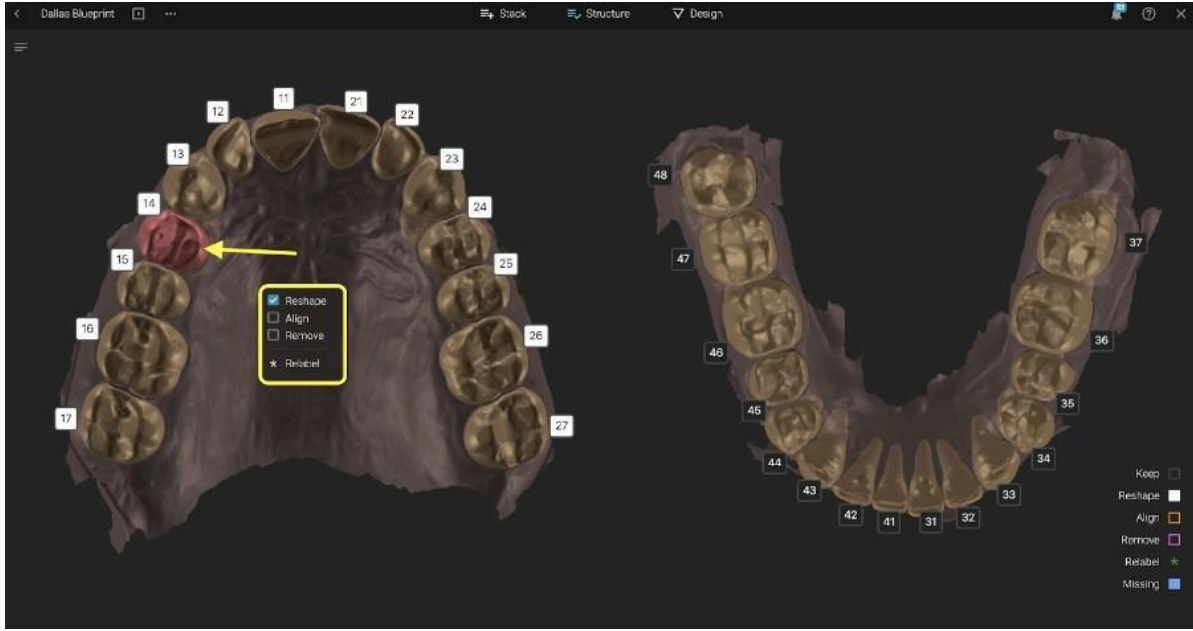 Dallas Blueprint
Stack
Structure
Design
11
21
12
22
13
23
14
24
15
25
16
26
17
27
Reshape
Align
Remove
* Relabel
48
47
37
46
36
45
35
44
34
43
33
42
41
31
32
Keep
Reshape
Align
Remove
Relabel *
Missing